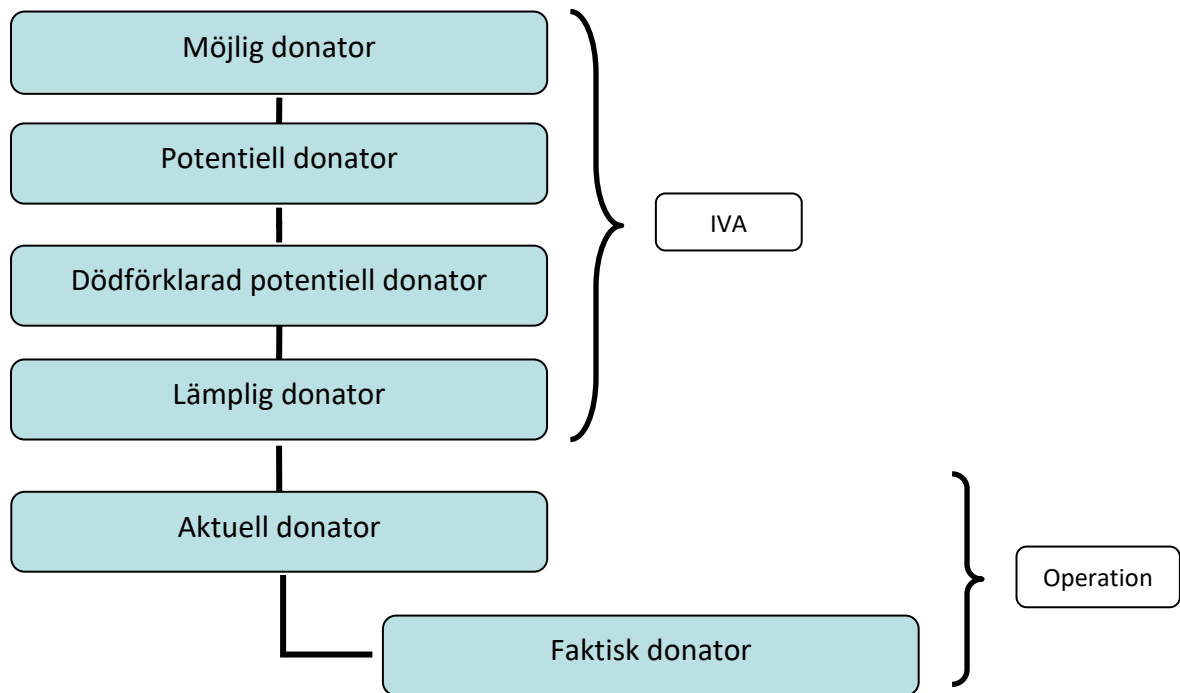 Möjlig donator
Potentiell donator
IVA
Dödförklarad potentiell donator
Lämplig donator
Aktuell donator
Operation
Faktisk donator